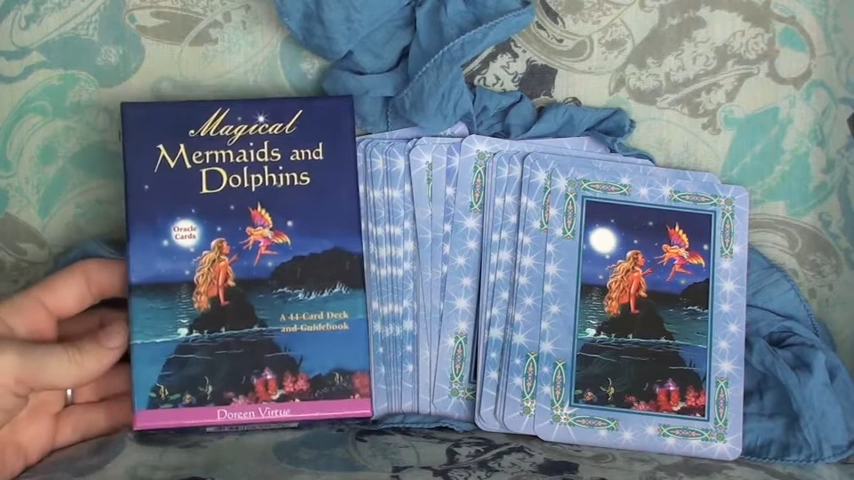 Magical
Mermaids and
Dolphins
Oracle
Cards
A 44-Card Deck
and Guidebook
Doreen Virtue